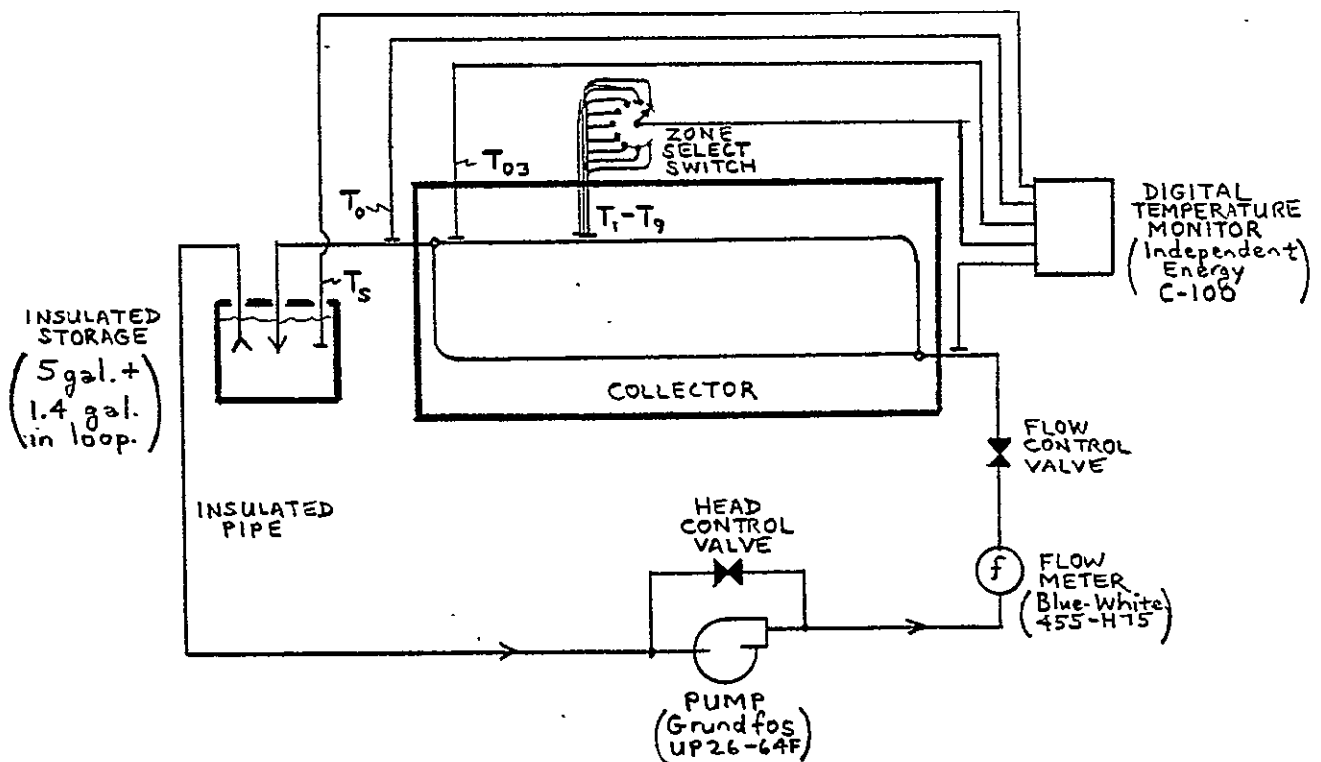 ZONE
SELECT
SWITCH
T03
To
T1-T9
Ts
DIGITAL
TEMPERATURE
MONITOR
(Independent
Energy
C-100)
INSULATED
STORAGE
(5 gal. +
1.4 gal.
in loop.)
COLLECTOR
FLOW
CONTROL
VALVE
INSULATED
PIPE
HEAD
CONTROL
VALVE
f
FLOW
METER
(Blue-White
455-H75)
PUMP
(Grundfos
UP26-64F)